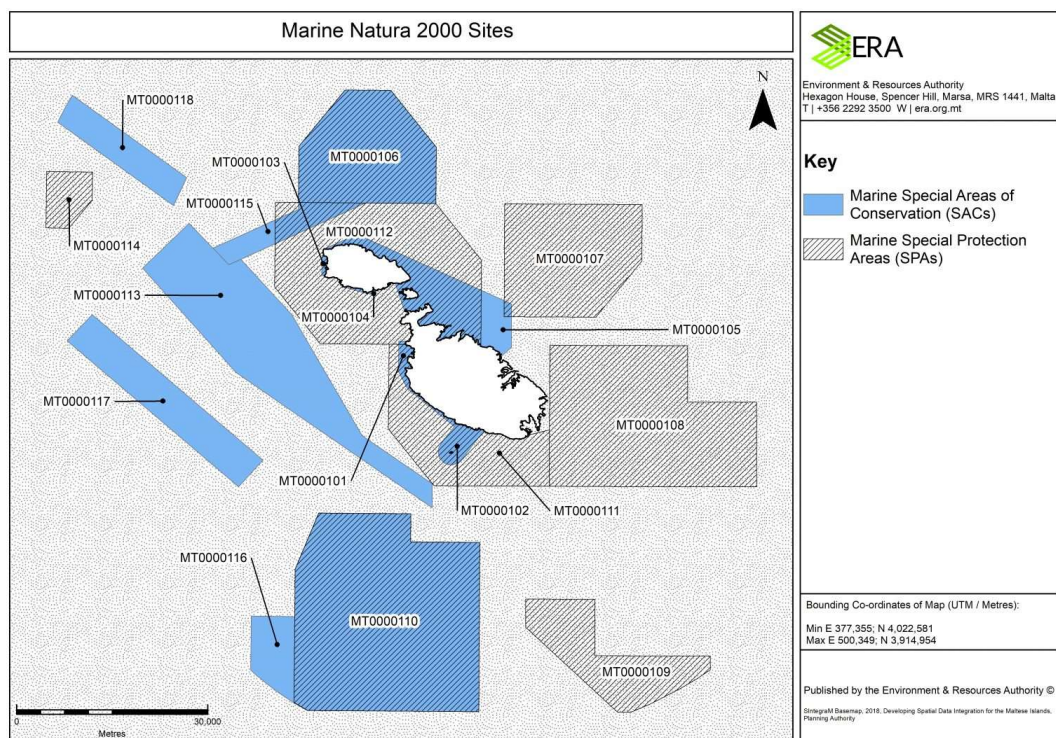 Marine Natura 2000 Sites
MT0000118
MT0000103
MT0000106
MT0000115
MT0000112
MT0000114
MT0000107
MT0000113
MT0000104
MT0000105
MT0000117
MT0000108
MT0000101
MT0000102
MT0000111
MT0000116
MT0000110
MT0000109
N
0
30,000
Metres
ERA
Environment & Resources Authority
Hexagon House, Spencer Hill, Marsa, MRS 1441, Malta
T | +356 2292 3500 W | era.org.mt
Key
Marine Special Areas of
Conservation (SACs)
Marine Special Protection
Areas (SPAs)
Bounding Co-ordinates of Map (UTM / Metres):
Min E 377,355; N 4,022,581
Max E 500,349; N 3,914,954
Published by the Environment & Resources Authority ©
SIntegraM Basemap, 2018, Developing Spatial Data Integration for the Maltese Islands,
Planning Authority